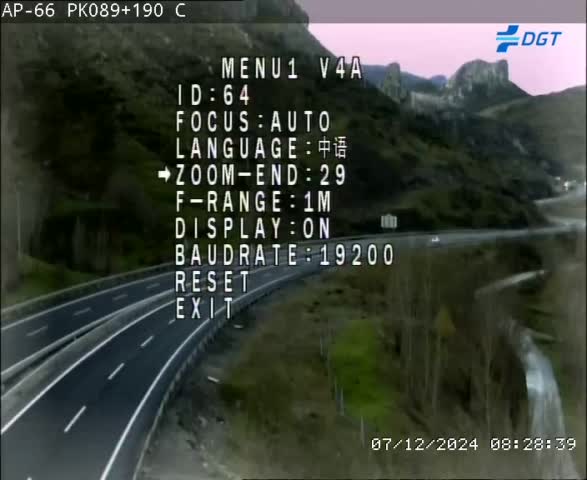 AP-66 PK089+190 C
DGT
MENU1 V4A
ID:64
FOCUS:AUTO
LANGUAGE:中语
ZOOM-END:29
F-RANGE:1M
DISPLAY:ON
BAUDRATE:19200
RESET
EXIT
07/12/2024 08:28:39